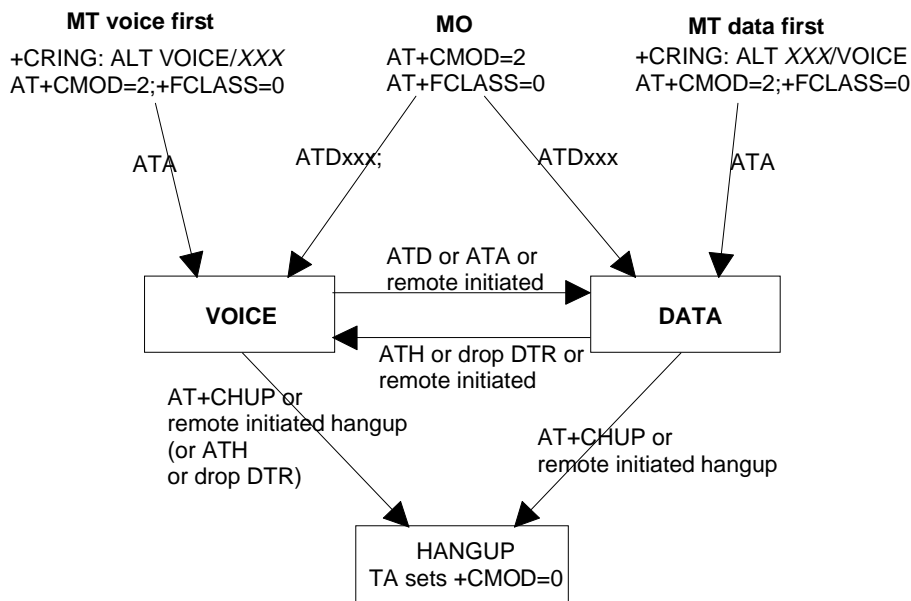 MT voice first
+CRING: ALT VOICE/XXX
AT+CMOD=2;+FCLASS=0
MO
AT+CMOD=2
AT+FCLASS=0
MT data first
+CRING: ALT XXX/VOICE
AT+CMOD=2;+FCLASS=0
ATA
ATDxxx;
ATDxxx
ATA
ATD or ATA or
remote initiated
VOICE
DATA
ATH or drop DTR or
remote initiated
AT+CHUP or
remote initiated hangup
(or ATH
or drop DTR)
AT+CHUP or
remote initiated hangup
HANGUP
TA sets +CMOD=0